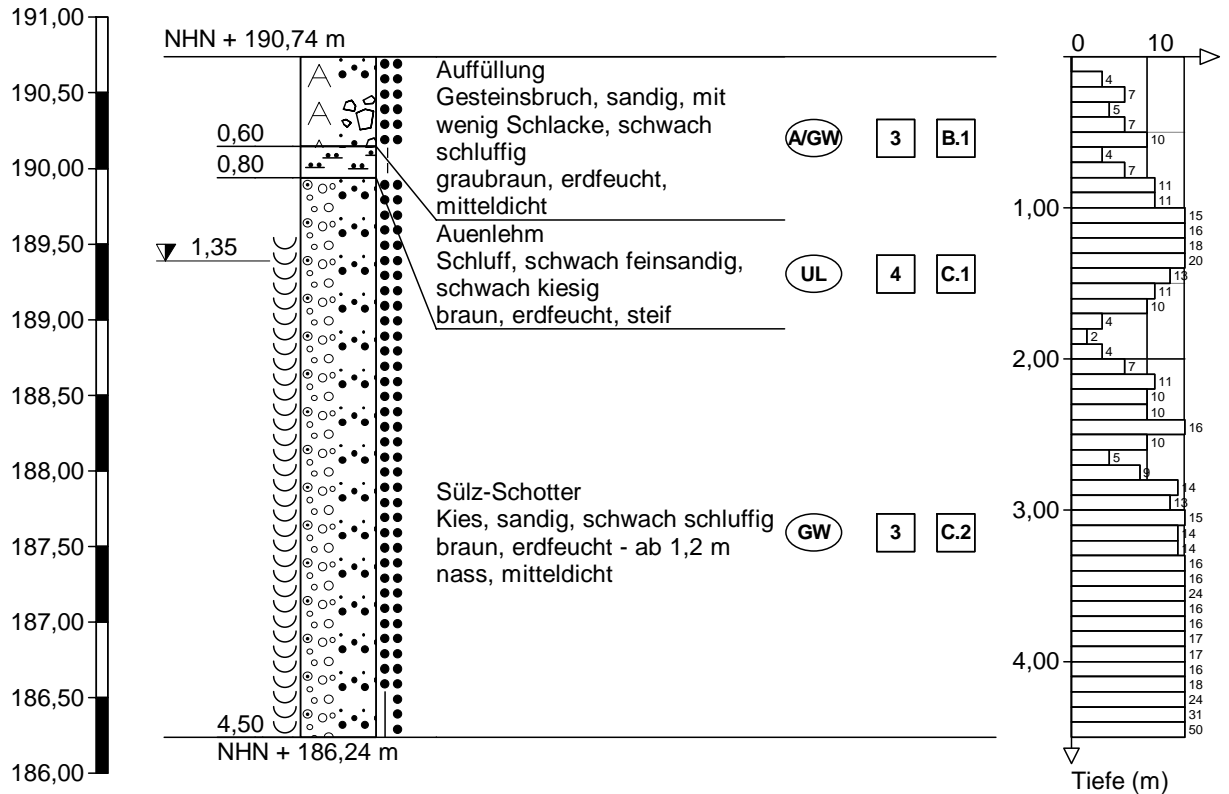 191,00
190,50
190,00
189,50
189,00
188,50
188,00
187,50
187,00
186,50
186,00
NHN + 190,74 m
0,60
0,80
1,35
4,50
NHN + 186,24 m
A
A
A
Auffüllung
Gesteinsbruch, sandig, mit
wenig Schlacke, schwach
schluffig
graubraun, erdfeucht,
mitteldicht
A/GW 3 B.1
Auenlehm
Schluff, schwach feinsandig,
schwach kiesig
braun, erdfeucht, steif
UL 4 C.1
Sülz-Schotter
Kies, sandig, schwach schluffig
braun, erdfeucht - ab 1,2 m
nass, mitteldicht
GW 3 C.2
0 10
4
7
5
7
10
4
7
11
11
1,00
15
16
18
20
13
11
10
4
2
4
2,00
7
11
10
10
16
10
5
9
14
13
3,00
15
14
14
16
16
24
16
16
17
17
4,00
16
18
24
31
50
Tiefe (m)